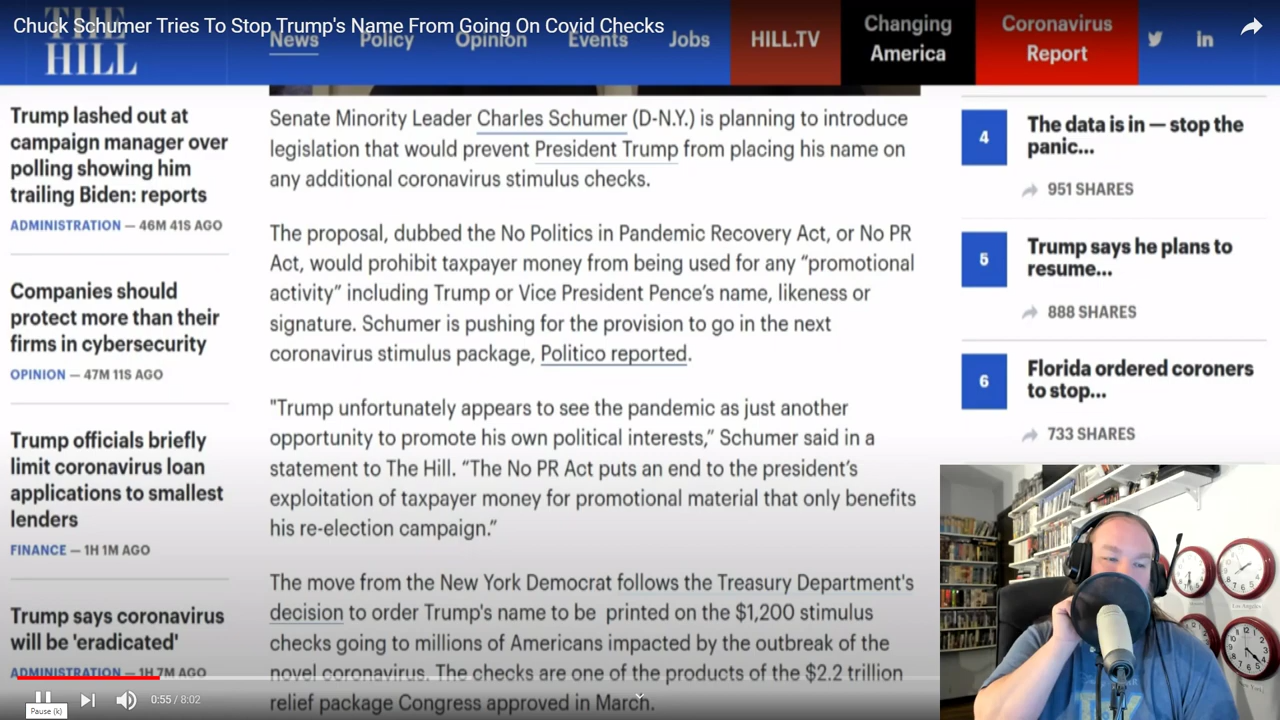 Chuck Schumer Tries To Stop Trump's Name From Going On Covid Checks
THE
HILL
News
Policy
Opinion
Events
Jobs
HILL.TV
Changing
America
Coronavirus
Report
Trump lashed out at
campaign manager over
polling showing him
trailing Biden: reports
ADMINISTRATION — 46M 41S AGO
Companies should
protect more than their
firms in cybersecurity
OPINION — 47M 11S AGO
Trump officials briefly
limit coronavirus loan
applications to smallest
lenders
FINANCE — 1H 1M AGO
Trump says coronavirus
will be 'eradicated'
ADMINISTRATION — 1H 7M AGO
Senate Minority Leader Charles Schumer (D-N.Y.) is planning to introduce
legislation that would prevent President Trump from placing his name on
any additional coronavirus stimulus checks.
The proposal, dubbed the No Politics in Pandemic Recovery Act, or No PR
Act, would prohibit taxpayer money from being used for any “promotional
activity” including Trump or Vice President Pence’s name, likeness or
signature. Schumer is pushing for the provision to go in the next
coronavirus stimulus package, Politico reported.
"Trump unfortunately appears to see the pandemic as just another
opportunity to promote his own political interests,” Schumer said in a
statement to The Hill. “The No PR Act puts an end to the president’s
exploitation of taxpayer money for promotional material that only benefits
his re-election campaign.”
The move from the New York Democrat follows the Treasury Department's
decision to order Trump’s name to be printed on the $1,200 stimulus
checks going to millions of Americans impacted by the outbreak of the
novel coronavirus. The checks are one of the products of the $2.2 trillion
relief package Congress approved in March.
4
The data is in — stop the
panic...
951 SHARES
5
Trump says he plans to
resume...
888 SHARES
6
Florida ordered coroners
to stop...
733 SHARES
0:55 / 8:02
Pause (k)